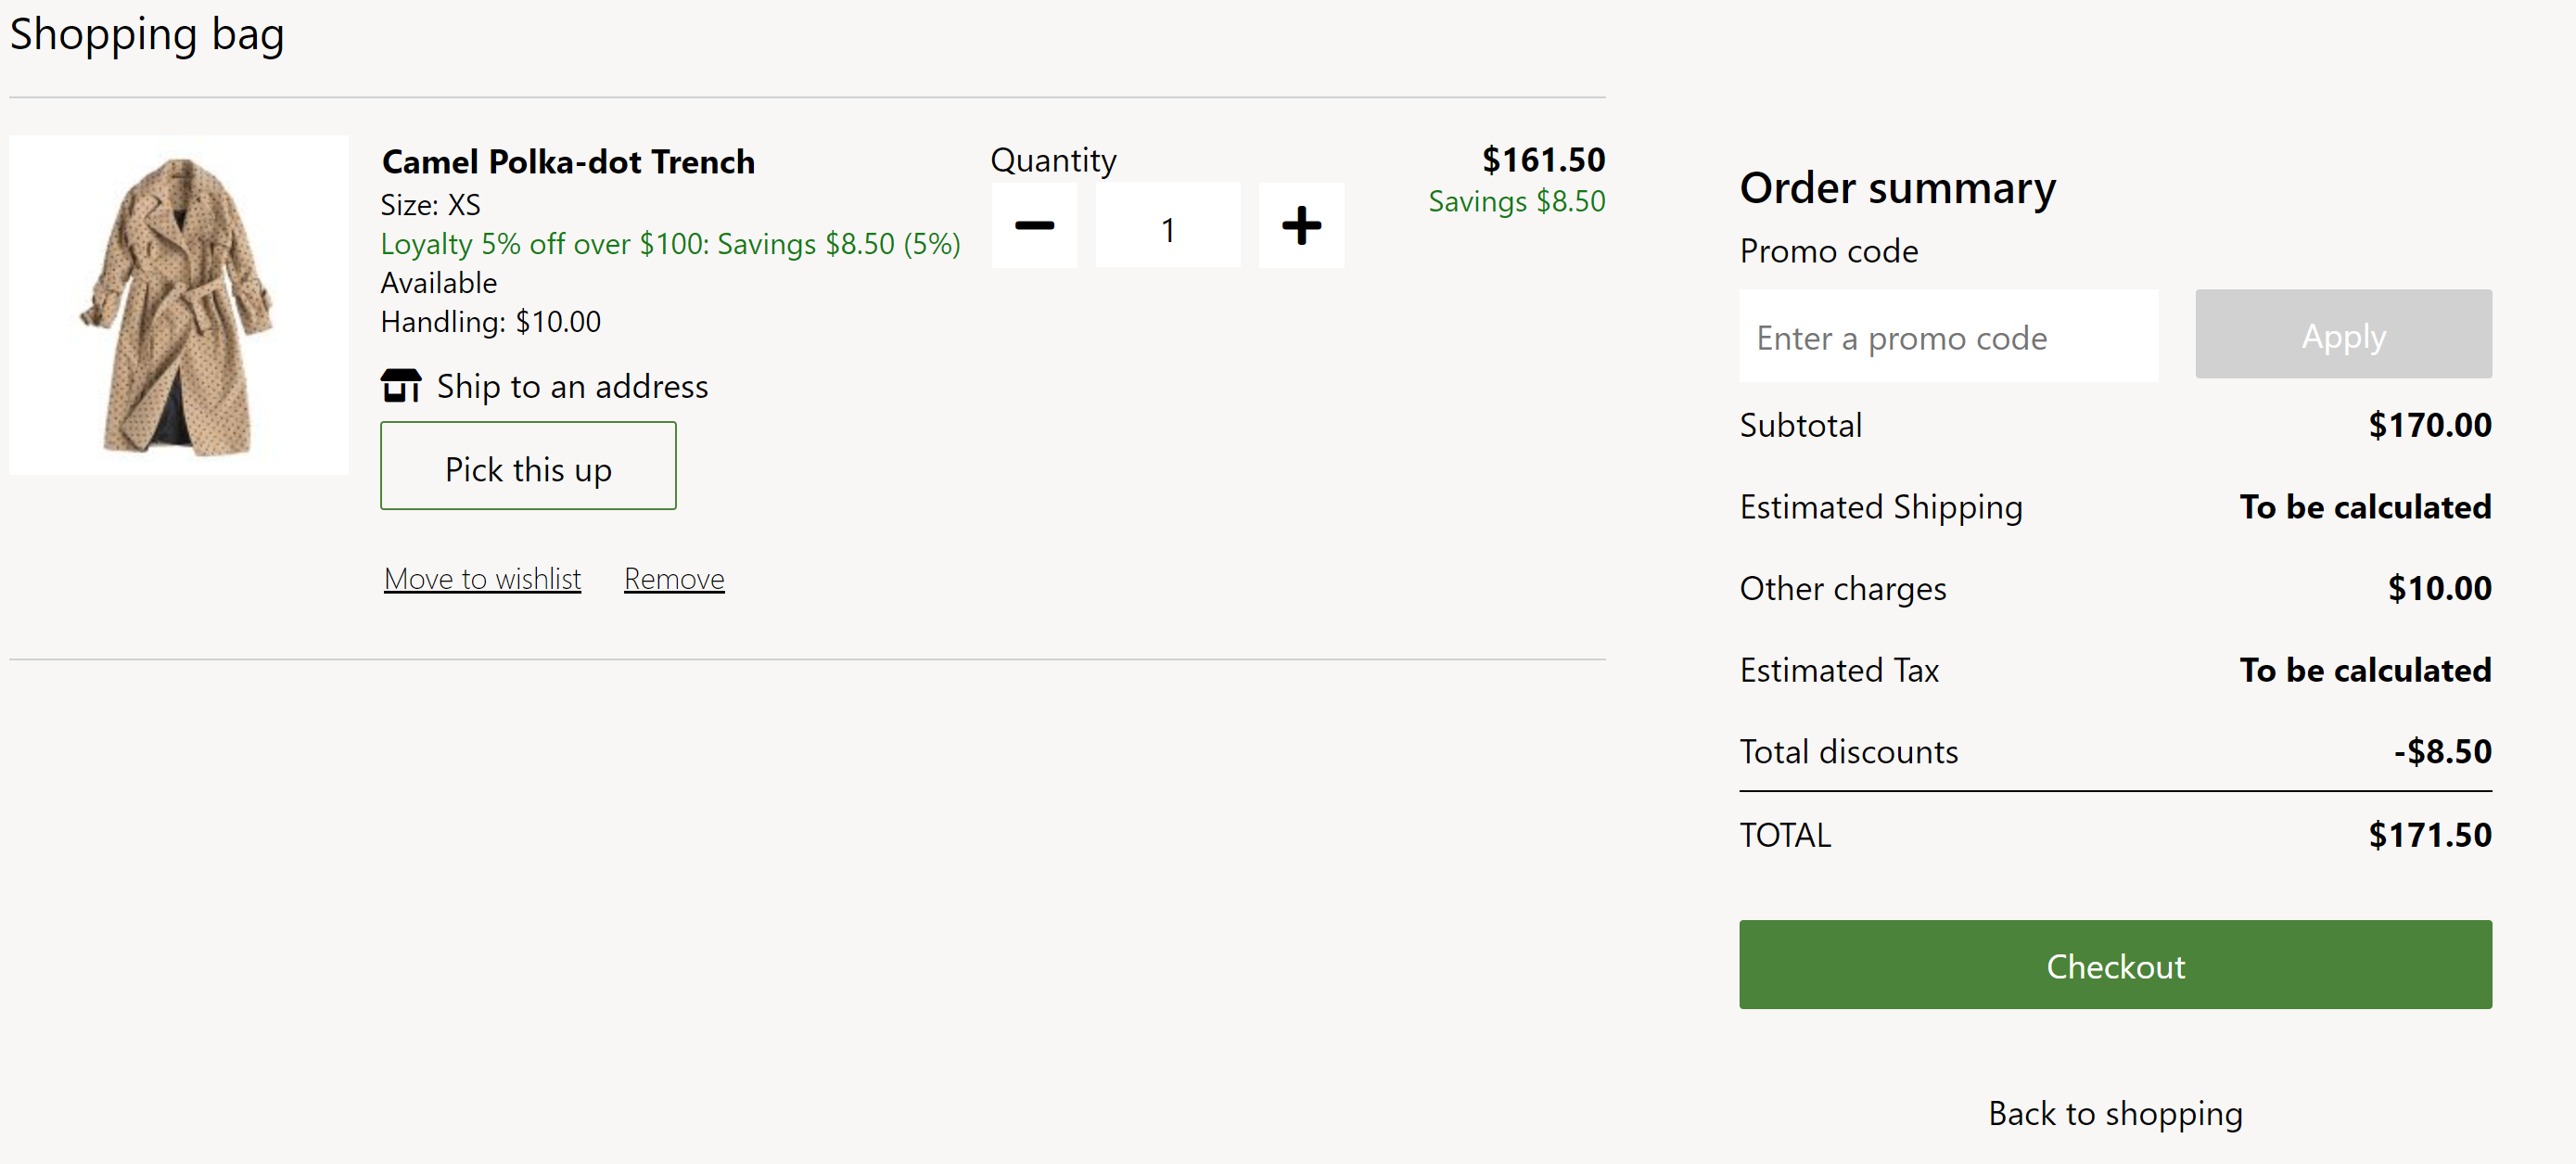 Shopping bag
Camel Polka-dot Trench
Size: XS
Loyalty 5% off over $100: Savings $8.50 (5%)
Available
Handling: $10.00
Ship to an address
Pick this up
Move to wishlist Remove
Quantity
1
$161.50
Savings $8.50
Order summary
Promo code
Enter a promo code Apply
Subtotal $170.00
Estimated Shipping To be calculated
Other charges $10.00
Estimated Tax To be calculated
Total discounts -$8.50
TOTAL $171.50
Checkout
Back to shopping